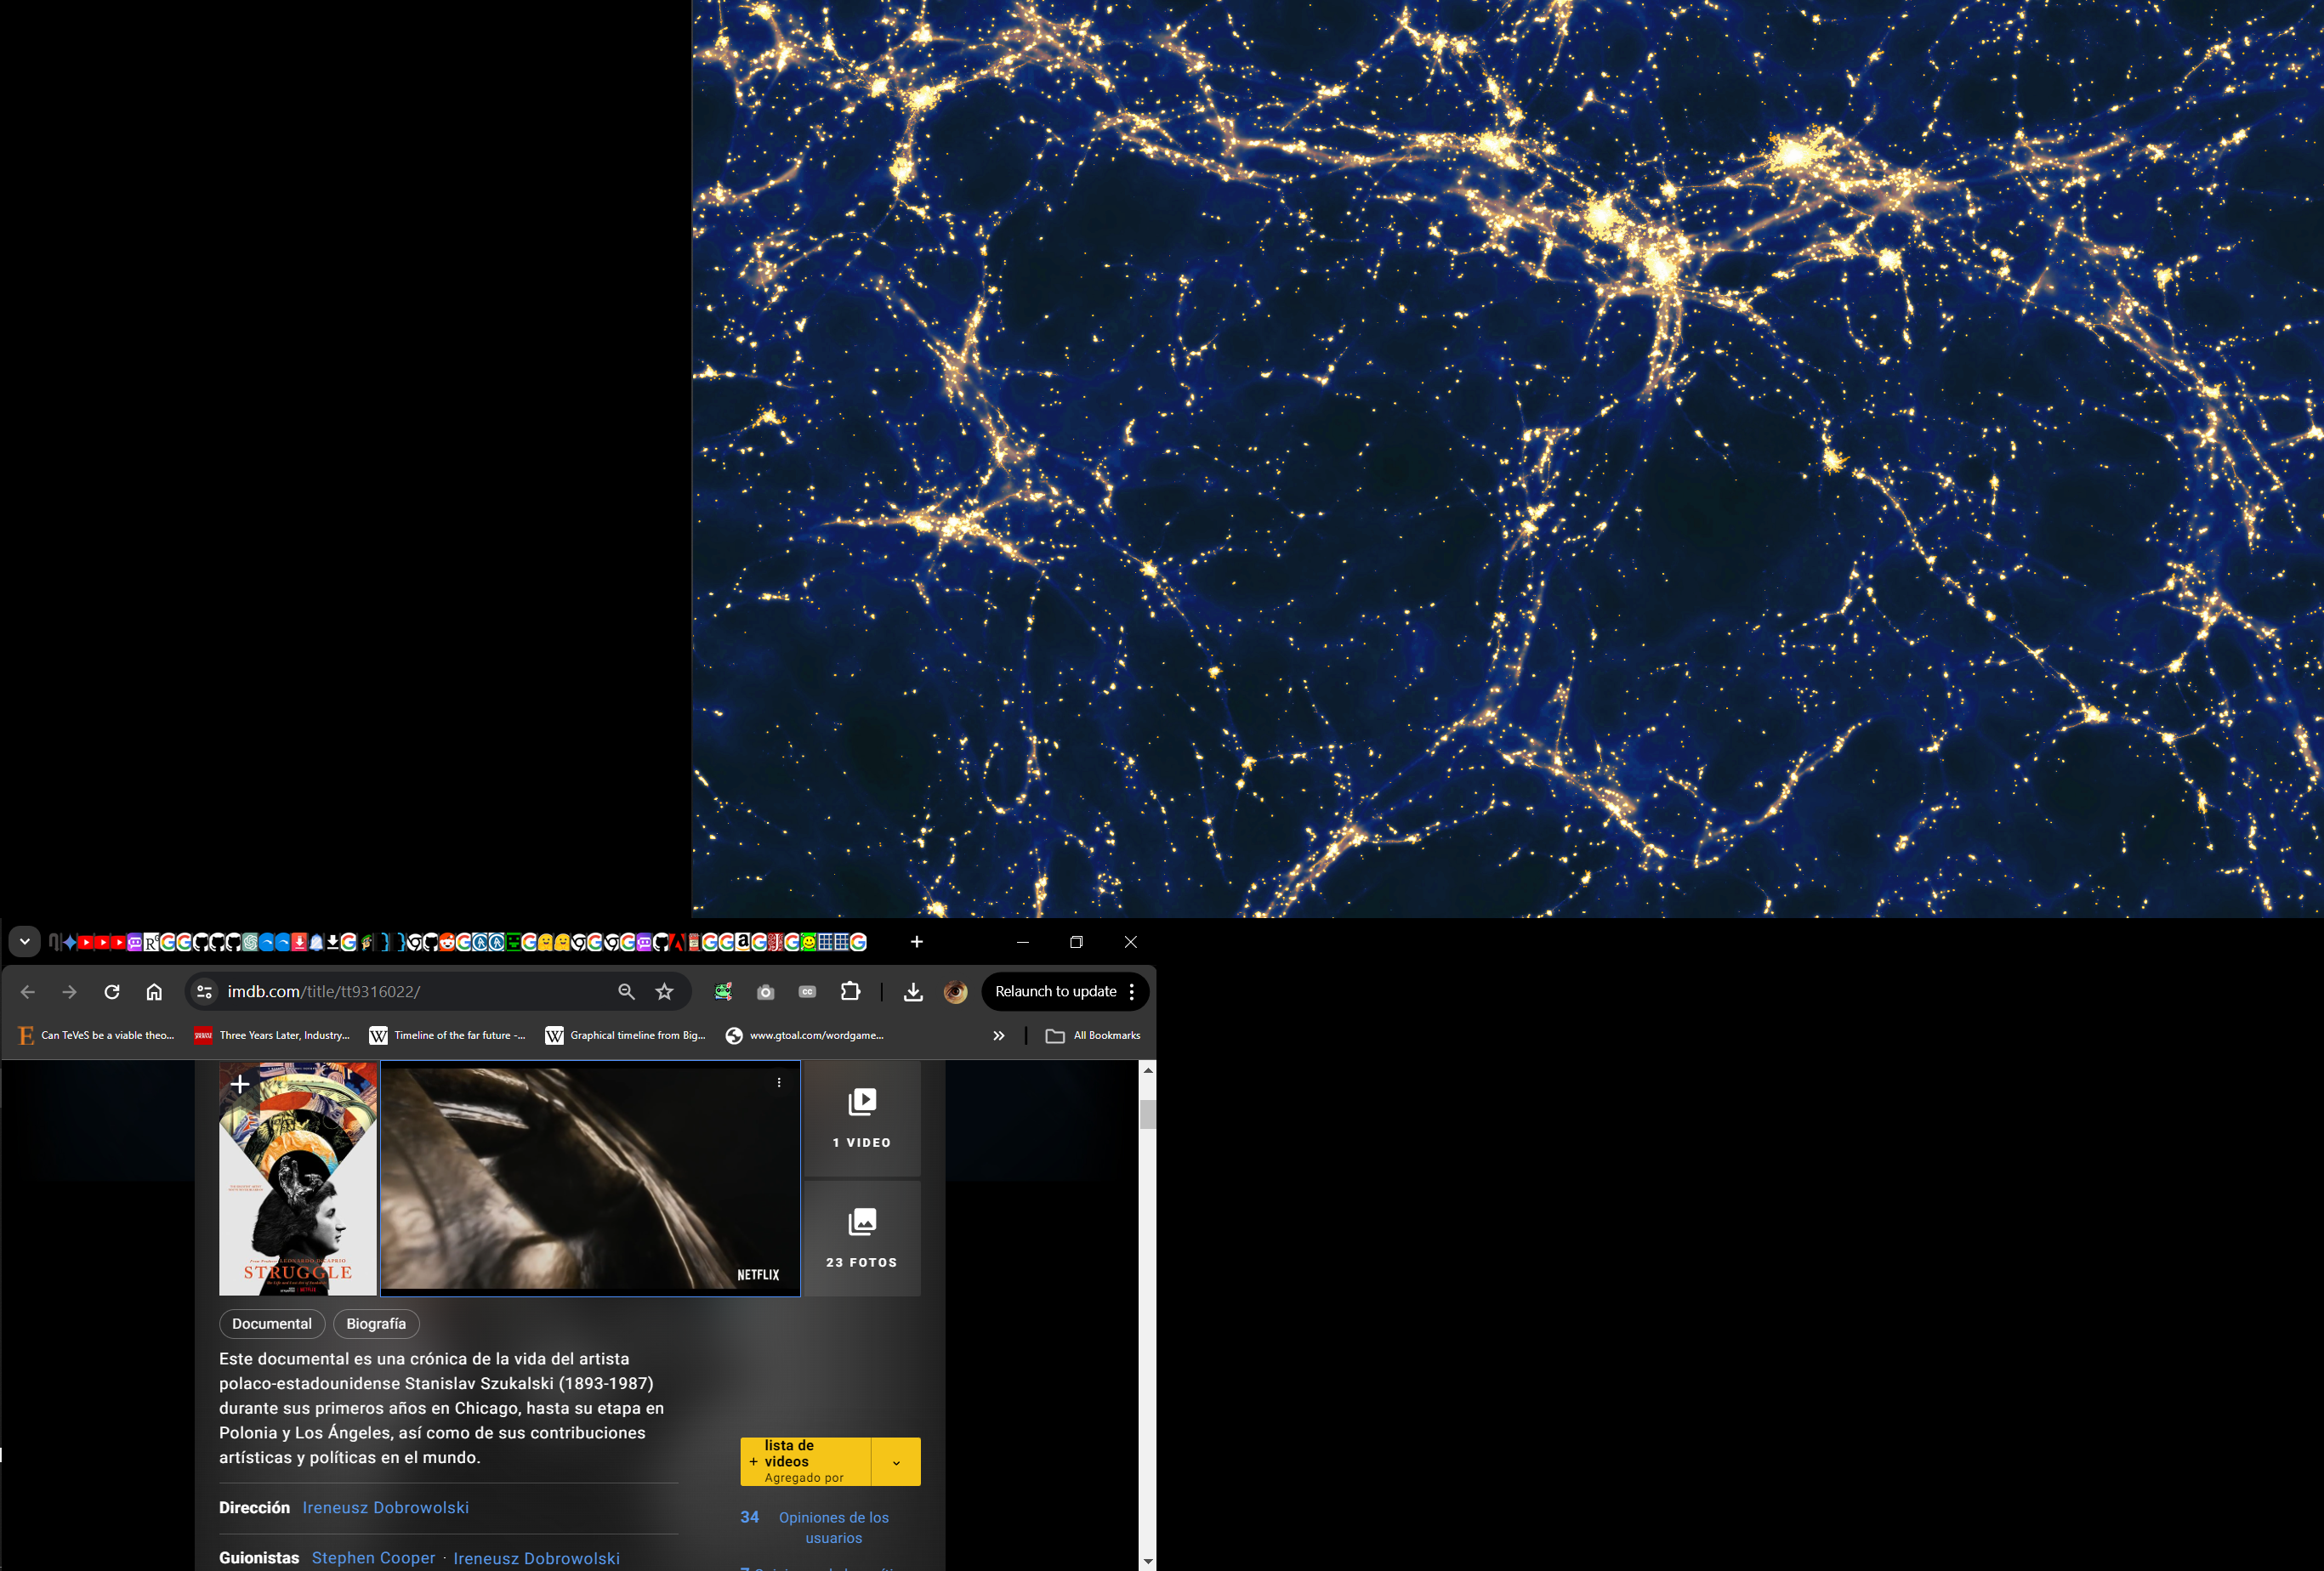 imdb.com/title/tt9316022/
Relaunch to update
Can TeVeS be a viable theo...
Three Years Later, Industry...
Timeline of the far future -...
Graphical timeline from Big...
www.gtoal.com/wordgame...
All Bookmarks
STRUGGLE
NETFLIX
1 VIDEO
23 FOTOS
Documental
Biografía
Este documental es una crónica de la vida del artista
polaco-estadounidense Stanislav Szukalski (1893-1987)
durante sus primeros años en Chicago, hasta su etapa en
Polonia y Los Ángeles, así como de sus contribuciones
artísticas y políticas en el mundo.
Dirección Ireneusz Dobrowolski
Guionistas Stephen Cooper · Ireneusz Dobrowolski
+ lista de
videos
Agregado por
34 Opiniones de los
usuarios